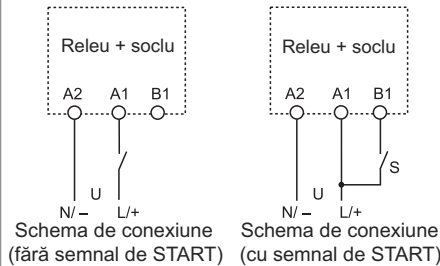 Releu + soclu
A2 A1 B1
U
N/ – L/+
Schema de conexiune
(fără semnal de START)
Releu + soclu
A2 A1 B1
S
U
N/ – L/+
Schema de conexiune
(cu semnal de START)